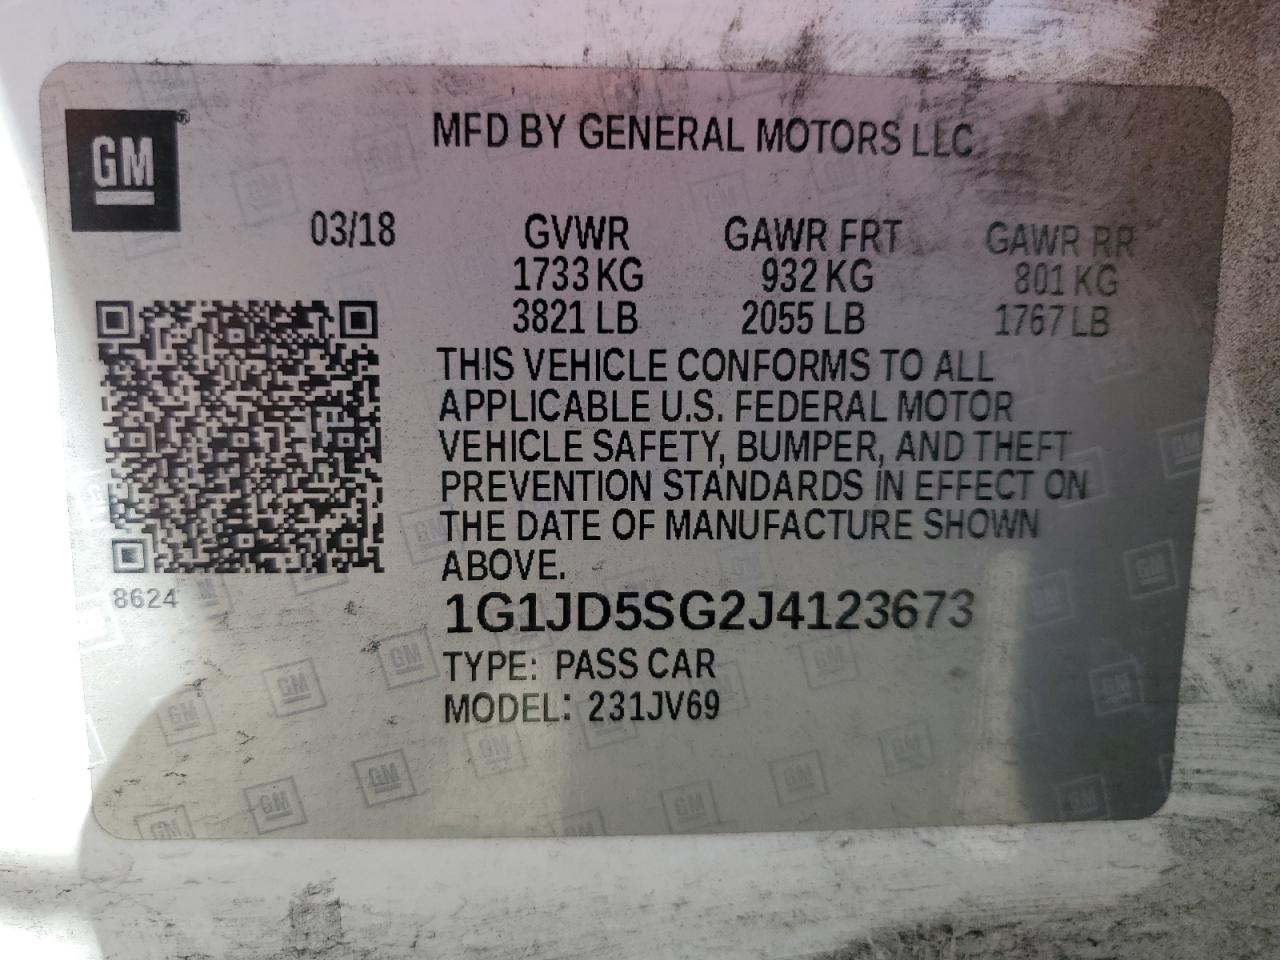 GM
MFD BY GENERAL MOTORS LLC
03/18 GVWR GAWR FRT GAWR RR
1733 KG 932 KG 801 KG
3821 LB 2055 LB 1767 LB
THIS VEHICLE CONFORMS TO ALL
APPLICABLE U.S. FEDERAL MOTOR
VEHICLE SAFETY, BUMPER, AND THEFT
PREVENTION STANDARDS IN EFFECT ON
THE DATE OF MANUFACTURE SHOWN
ABOVE.
8624
1G1JD5SG2J4123673
TYPE: PASS CAR
MODEL: 231JV69